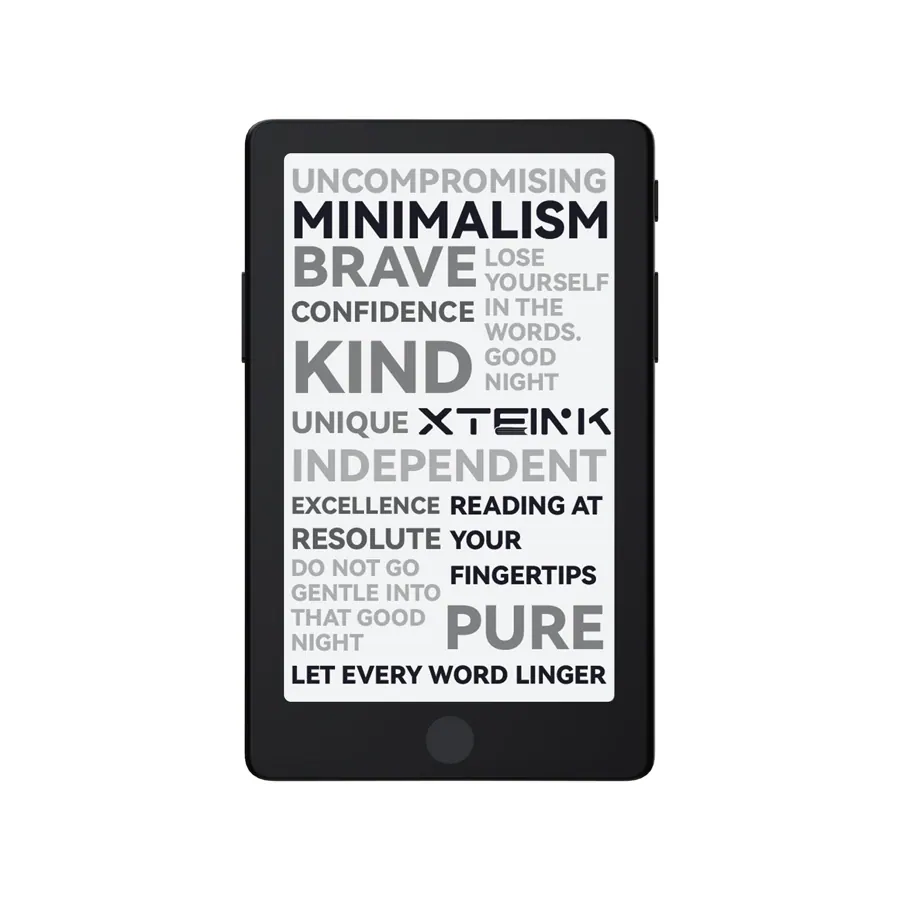 UNCOMPROMISING
MINIMALISM
BRAVE
CONFIDENCE
KIND
LOSE
YOURSELF
IN THE
WORDS.
GOOD
NIGHT
UNIQUE
XTEINK
INDEPENDENT
EXCELLENCE
RESOLUTE
DO NOT GO
GENTLE INTO
THAT GOOD
NIGHT
READING AT
YOUR
FINGERTIPS
PURE
LET EVERY WORD LINGER